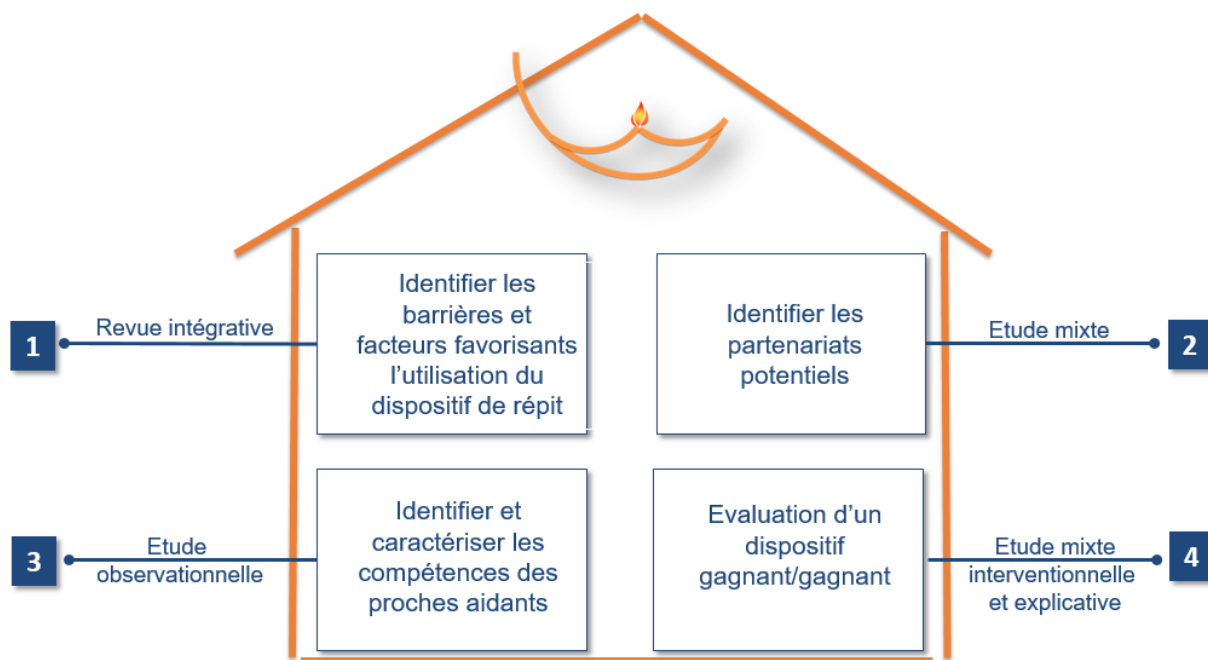 1
Revue intégrative
Identifier les
barrières et
facteurs favorisants
l'utilisation du
dispositif de répit
Identifier les
partenariats
potentiels
Etude mixte
2
3
Etude
observationnelle
Identifier et
caractériser les
compétences des
proches aidants
Evaluation d'un
dispositif
gagnant/gagnant
Etude mixte
interventionnelle
et explicative
4